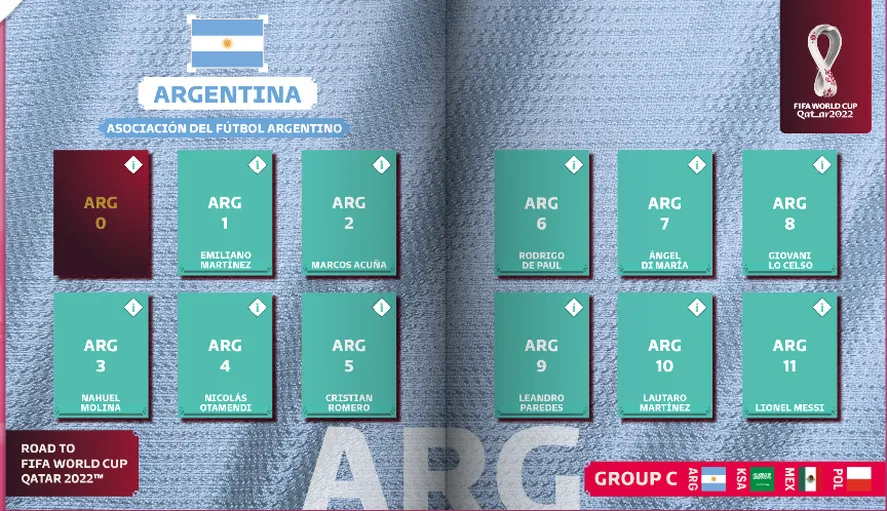 ARGENTINA
ASOCIACIÓN DEL FÚTBOL ARGENTINO
FIFA WORLD CUP
Qatar2022
ARG
0
ARG
1
EMILIANO
MARTÍNEZ
ARG
2
MARCOS ACUÑA
ARG
6
RODRIGO
DE PAUL
ARG
7
ÁNGEL
DI MARÍA
ARG
8
GIOVANI
LO CELSO
ARG
3
NAHUEL
MOLINA
ARG
4
NICOLÁS
OTAMENDI
ARG
5
CRISTIAN
ROMERO
ARG
9
LEANDRO
PAREDES
ARG
10
LAUTARO
MARTÍNEZ
ARG
11
LIONEL MESSI
ROAD TO
FIFA WORLD CUP
QATAR 2022™
ARG
GROUP C ARG KSA MEX POL